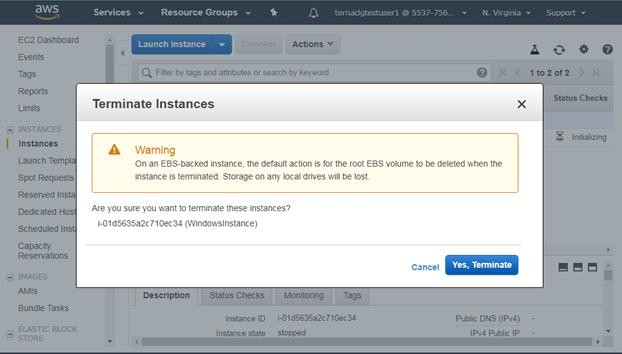 aws
Services
Resource Groups
ternaclgtestuser1 @ 5537-756...
N. Virginia
Support
EC2 Dashboard
Events
Tags
Reports
Limits
INSTANCES
Instances
Launch Templa
Spot Requests
Reserved Insta
Dedicated Host
Scheduled Insta
Capacity
Reservations
IMAGES
AMIs
Bundle Tasks
ELASTIC BLOCK
STORE
Launch Instance
Connect
Actions
Filter by tags and attributes or search by keyword
1 to 2 of 2
Status Checks
Initializing
Terminate Instances
Warning
On an EBS-backed instance, the default action is for the root EBS volume to be deleted when the
instance is terminated. Storage on any local drives will be lost.
Are you sure you want to terminate these instances?
i-01d5635a2c710ec34 (WindowsInstance)
Cancel
Yes, Terminate
Description
Status Checks
Monitoring
Tags
Instance ID i-01d5635a2c710ec34 Public DNS (IPv4) -
Instance state stopped IPv4 Public IP -